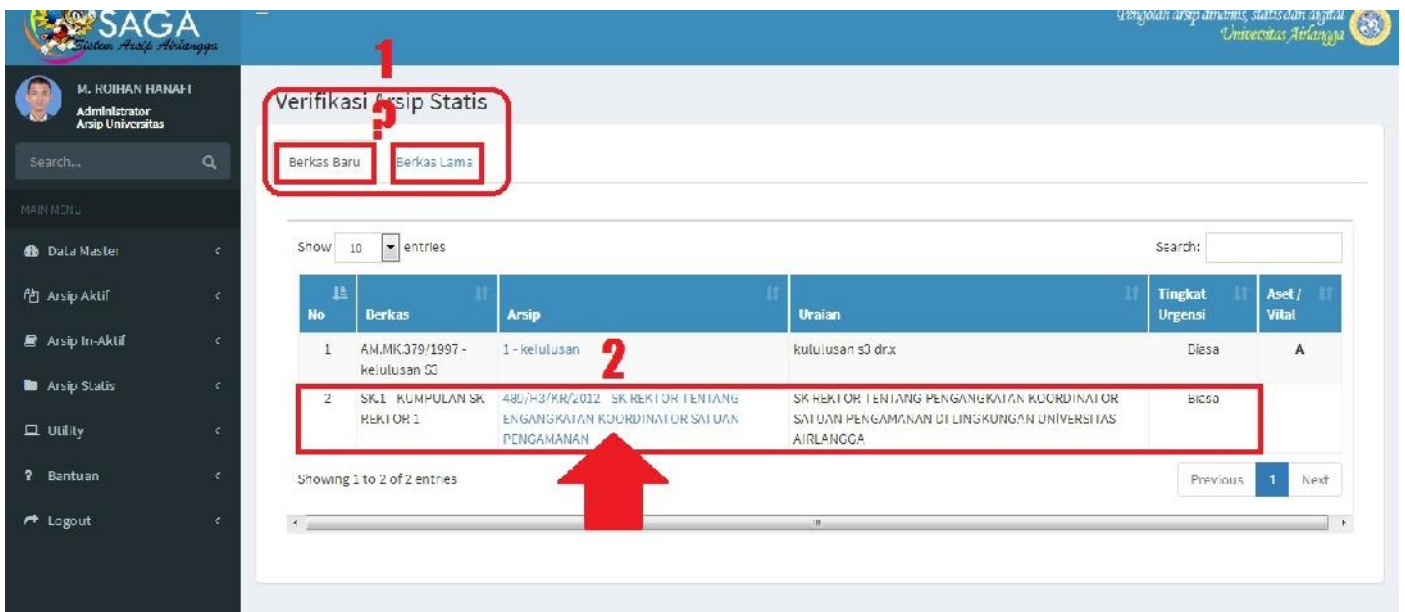 SAGA
Sistem Arsip Airlangga
Pengolah arsip dinamis, statis dan digital
Universitas Airlangga
M. ROIHAN HANAFI
Administrator
Arsip Universitas
Search...
MAIN MENU
Data Master
Arsip Aktif
Arsip In-Aktif
Arsip Statis
Utility
? Bantuan
Logout
1
?
Verifikasi Arsip Statis
Berkas Baru Berkas Lama
Show 10 entries Search:
No Berkas Arsip Uraian Tingkat Urgensi Aset / Vital
1 AM.MK.379/1997 - kelulusan S3 1 - kelulusan kululusan s3 dr.x Biasa A
2
2 SK.1 KUMPULAN SK REKTOR 1 489/H3/KR/2012 SK REKTOR TENTANG ENGANGKATAN KOORDINATOR SATUAN PENGAMANAN SK REKTOR TENTANG PENGANGKATAN KOORDINATOR SATUAN PENGAMANAN DI LINGKUNGAN UNIVERSITAS AIRLANGGA Biasa
Showing 1 to 2 of 2 entries
Previous 1 Next